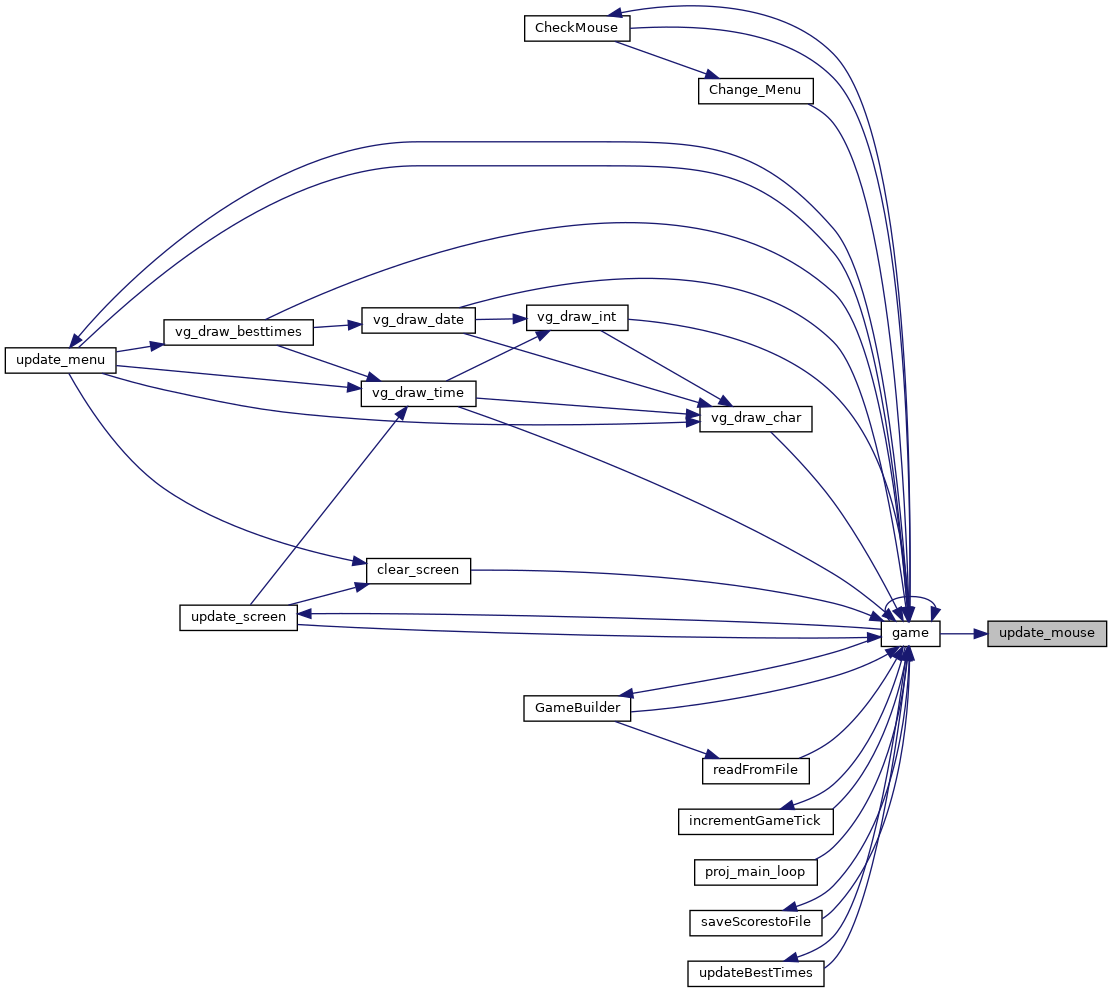 CheckMouse
Change_Menu
vg_draw_int
vg_draw_date
vg_draw_besttimes
update_menu
vg_draw_time
vg_draw_char
clear_screen
update_screen
game
update_mouse
GameBuilder
readFromFile
incrementGameTick
proj_main_loop
saveScorestoFile
updateBestTimes